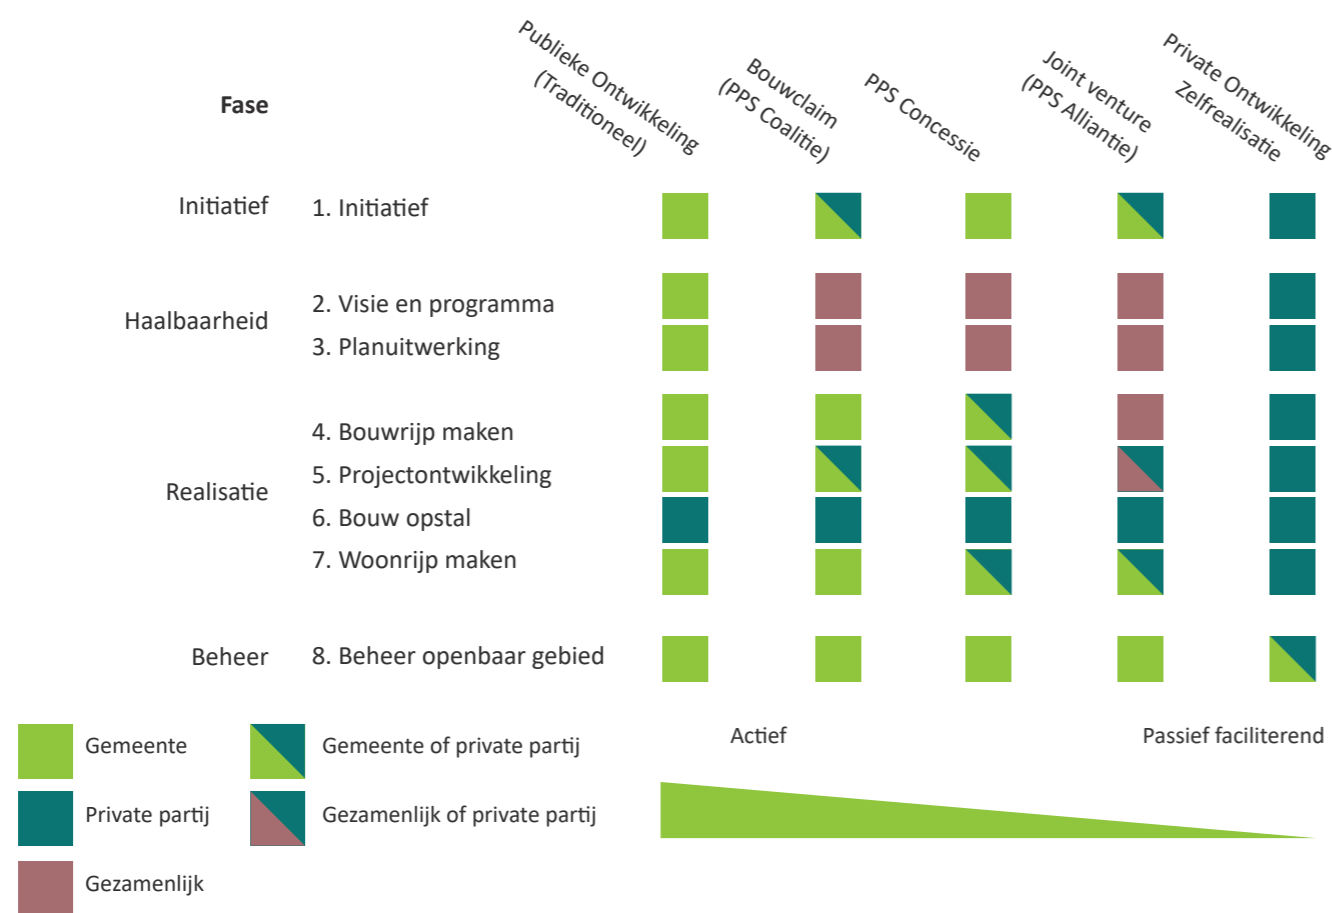 Publieke Ontwikkeling
(Traditioneel)
Bouwclaim
(PPS Coalitie)
PPS Concessie
Joint venture
(PPS Alliantie)
Private Ontwikkeling
Zelfrealisatie
Fase
Initiatief
1. Initiatief
Haalbaarheid
2. Visie en programma
3. Planuitwerking
Realisatie
4. Bouwrijp maken
5. Projectontwikkeling
6. Bouw opstal
7. Woonrijp maken
Beheer
8. Beheer openbaar gebied
Gemeente
Gemeente of private partij
Private partij
Gezamenlijk of private partij
Gezamenlijk
Actief
Passief faciliterend